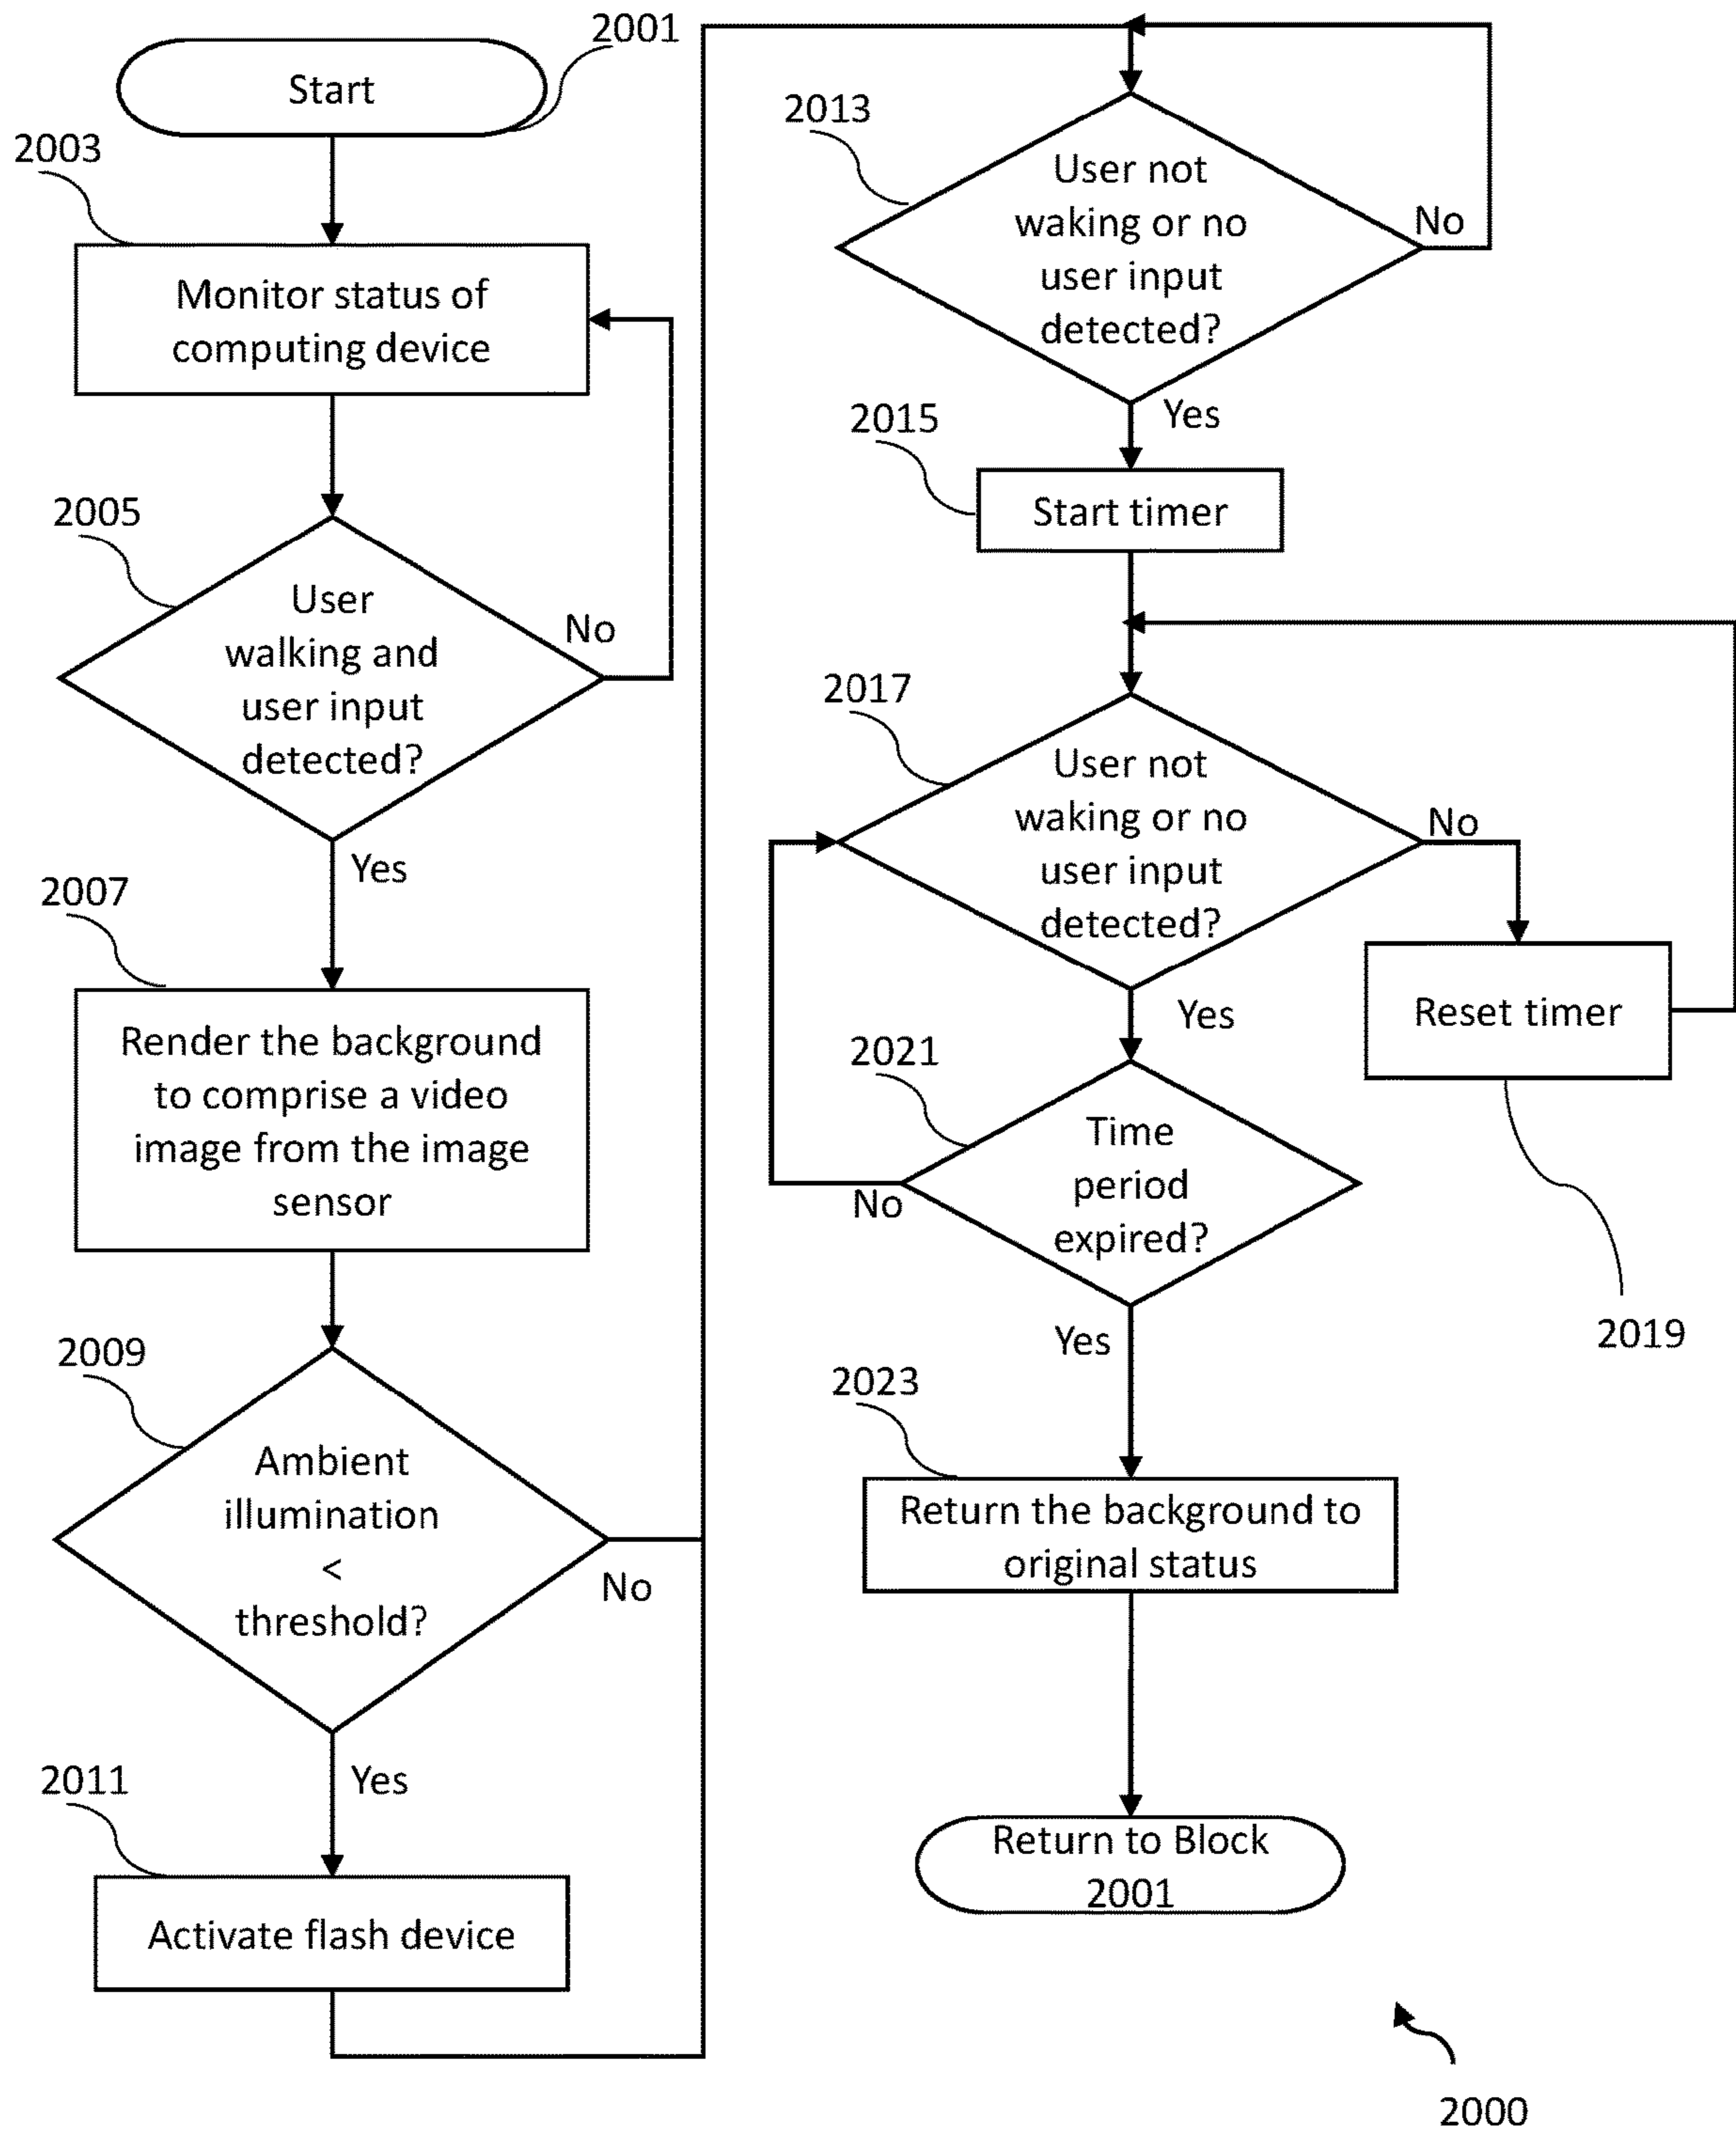 Start
2001
2003
Monitor status of
computing device
2005
User
walking and
user input
detected?
No
Yes
2007
Render the background
to comprise a video
image from the image
sensor
2009
Ambient
illumination
<
threshold?
No
Yes
2011
Activate flash device
2013
User not
waking or no
user input
detected?
No
Yes
2015
Start timer
2017
User not
waking or no
user input
detected?
No
Yes
Reset timer
2019
2021
Time
period
expired?
No
Yes
2023
Return the background to
original status
Return to Block
2001
2000